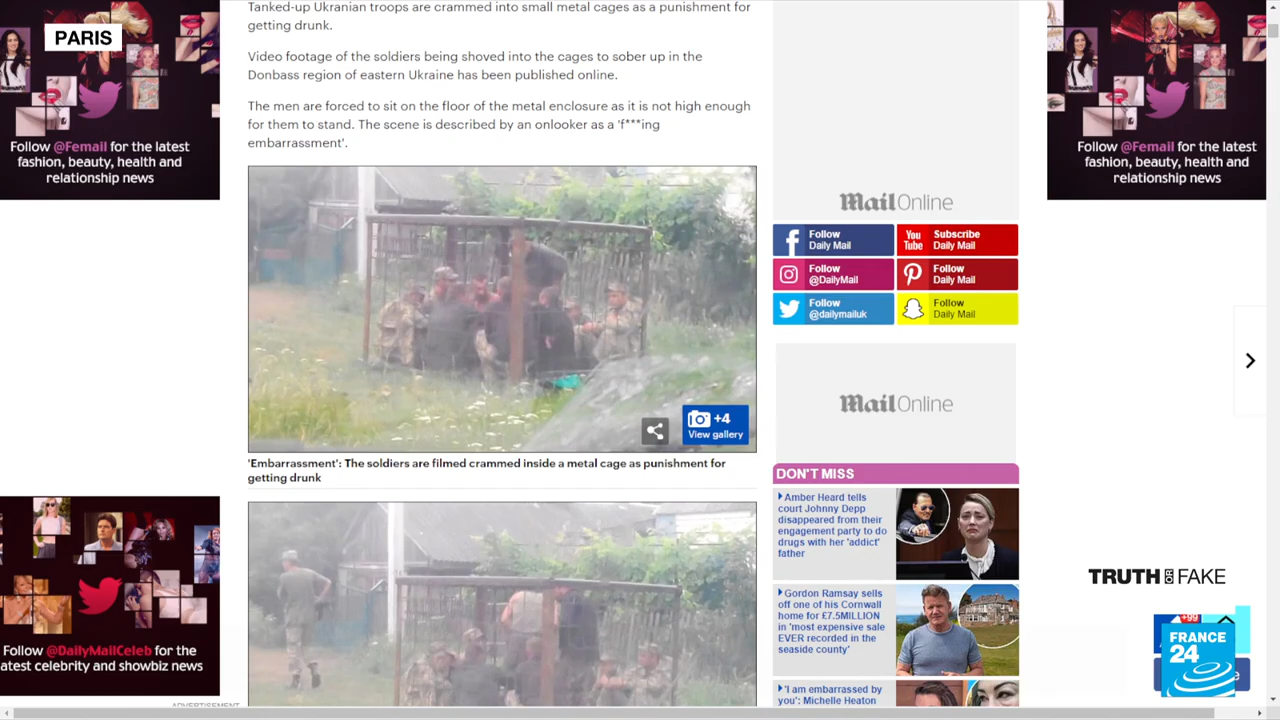 PARIS
Tanked-up Ukranian troops are crammed into small metal cages as a punishment for
getting drunk.
Video footage of the soldiers being shoved into the cages to sober up in the
Donbass region of eastern Ukraine has been published online.
The men are forced to sit on the floor of the metal enclosure as it is not high enough
for them to stand. The scene is described by an onlooker as a 'f***ing
embarrassment'.
Follow @Femail for the latest
fashion, beauty, health and
relationship news
+4
View gallery
'Embarrassment': The soldiers are filmed crammed inside a metal cage as punishment for
getting drunk
Follow @DailyMailCeleb for the
atest celebrity and showbiz news
ADVERTISEMENT
Mail Online
Follow
Daily Mail
You
Tube
Subscribe
Daily Mail
Follow
@DailyMail
Follow
Daily Mail
Follow
@dailymailuk
Follow
Daily Mail
Mail Online
DON'T MISS
Amber Heard tells
court Johnny Depp
disappeared from their
engagement party to do
drugs with her 'addict'
father
Gordon Ramsay sells
off one of his Cornwall
home for £7.5MILLION
in 'most expensive sale
EVER recorded in the
seaside county'
'I am embarrassed by
you': Michelle Heaton
Follow @Femail for the latest
fashion, beauty, health and
relationship news
TRUTH OR FAKE
+99
FRANCE
24